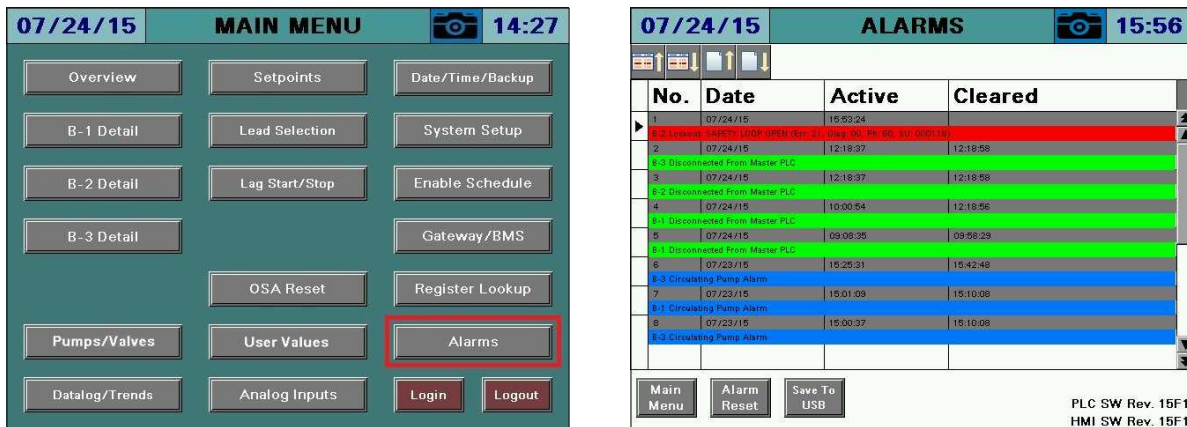 07/24/15 MAIN MENU 14:27
Overview Setpoints Date/Time/Backup
B-1 Detail Lead Selection System Setup
B-2 Detail Lag Start/Stop Enable Schedule
B-3 Detail Gateway/BMS
OSA Reset Register Lookup
Pumps/Valves User Values Alarms
Datalog/Trends Analog Inputs Login Logout
07/24/15 ALARMS 15:56
No. Date Active Cleared
1 07/24/15 15:53:24
B-2 Lockout: SAFETY LOOP OPEN (Err: 21, Diag: 00, Ph: 60, SU: 000118)
2 07/24/15 12:18:37 12:18:58
B-3 Disconnected From Master PLC
3 07/24/15 12:18:37 12:18:58
B-2 Disconnected From Master PLC
4 07/24/15 10:00:54 12:18:56
B-1 Disconnected From Master PLC
5 07/24/15 09:08:35 09:58:29
B-1 Disconnected From Master PLC
6 07/23/15 15:25:31 15:42:48
B-3 Circulating Pump Alarm
7 07/23/15 15:01:09 15:10:08
B-1 Circulating Pump Alarm
8 07/23/15 15:00:37 15:10:08
B-3 Circulating Pump Alarm
Main Menu
Alarm Reset
Save To USB
PLC SW Rev. 15F1
HMI SW Rev. 15F1